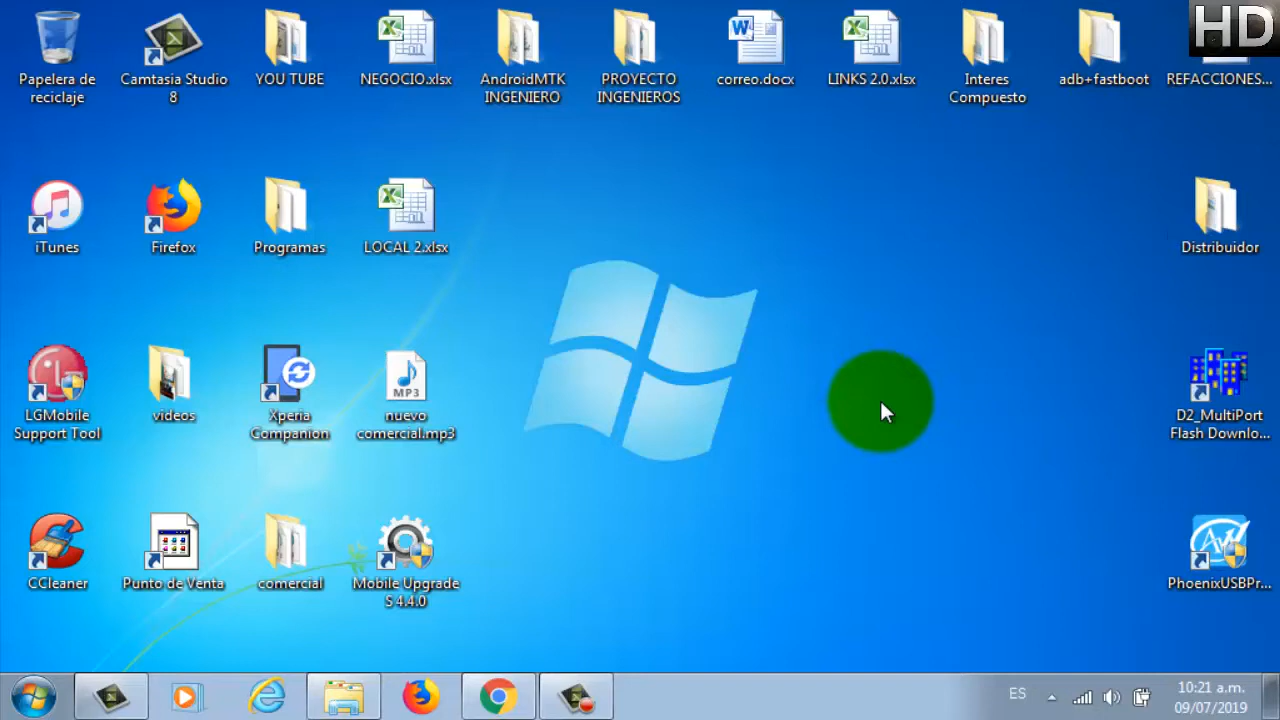 HD
Papelera de
reciclaje
Camtasia Studio
8
YOU TUBE
NEGOCIO.xlsx
AndroidMTK
INGENIERO
PROYECTO
INGENIEROS
correo.docx
LINKS 2.0.xlsx
Interes
Compuesto
adb+fastboot
REFACCIONES...
iTunes
Firefox
Programas
LOCAL 2.xlsx
Distribuidor
LGMobile
Support Tool
videos
Xperia
Companion
MP3
nuevo
comercial.mp3
D2_MultiPort
Flash Downlo...
CCleaner
Punto de Venta
comercial
Mobile Upgrade
S 4.4.0
PhoenixUSBPr...
ES
10:21 a.m.
09/07/2019